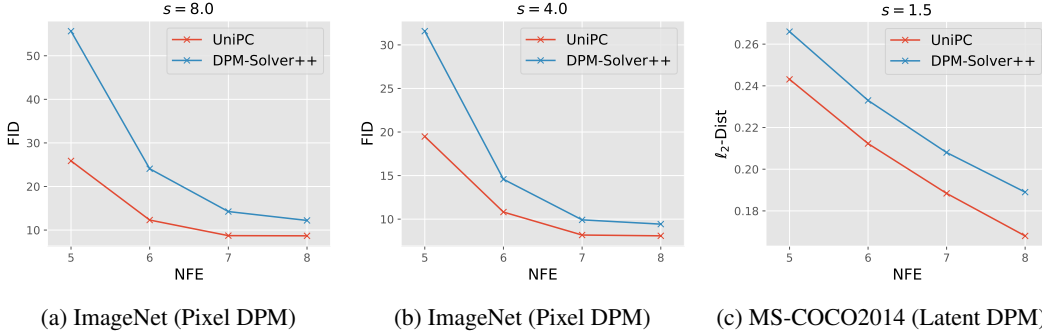 s = 8.0
FID
50
40
30
20
10
5 6 7 8
NFE
UniPC
DPM-Solver++
(a) ImageNet (Pixel DPM)
s = 4.0
FID
30
25
20
15
10
5 6 7 8
NFE
UniPC
DPM-Solver++
(b) ImageNet (Pixel DPM)
s = 1.5
ℓ₂-Dist
0.26
0.24
0.22
0.20
0.18
5 6 7 8
NFE
UniPC
DPM-Solver++
(c) MS-COCO2014 (Latent DPM)